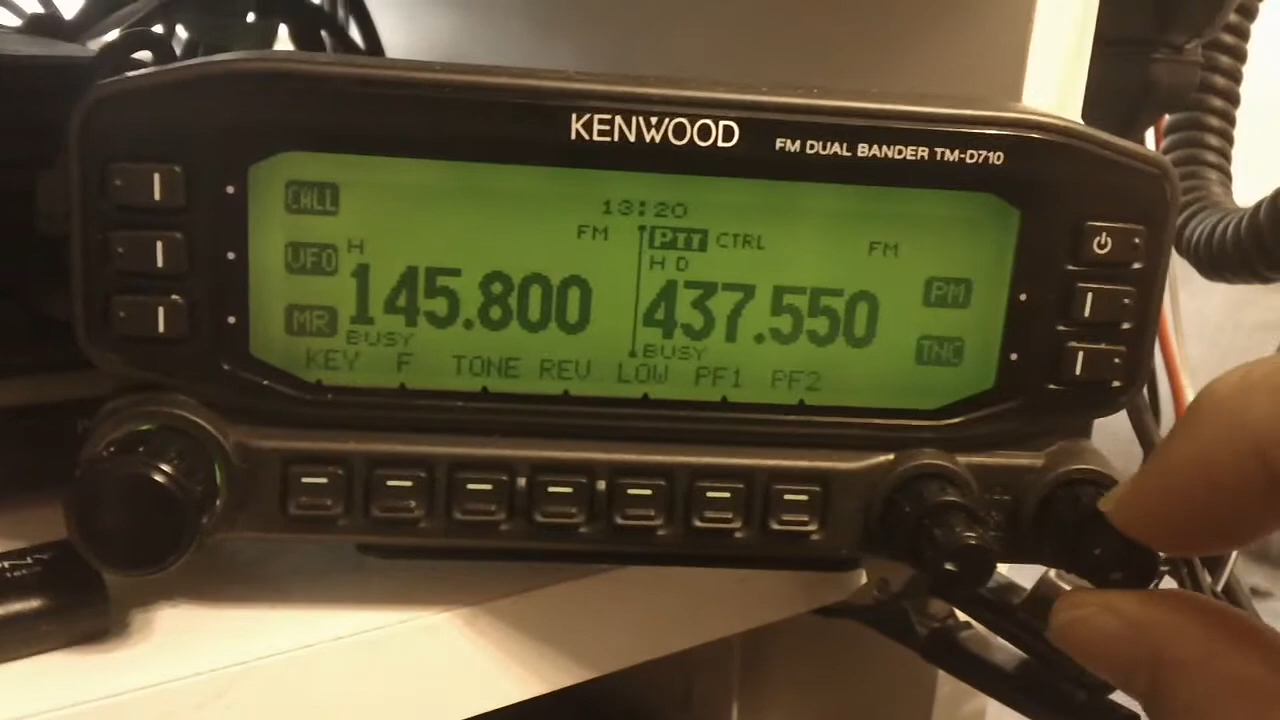 KENWOOD
FM DUAL BANDER TM-D710
CALL
13:20
FM PTT CTRL FM
VFO H H D
145.800 437.550 PM
MR
BUSY BUSY TNC
KEY F TONE REV LOW PF1 PF2